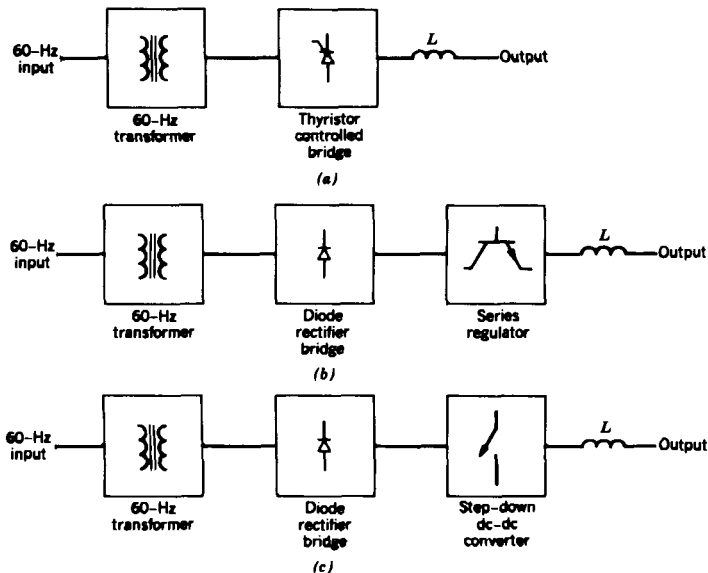 60-Hz
input
60-Hz
transformer
Thyristor
controlled
bridge
L
Output
(a)
60-Hz
input
60-Hz
transformer
Diode
rectifier
bridge
Series
regulator
L
Output
(b)
60-Hz
input
60-Hz
transformer
Diode
rectifier
bridge
Step-down
dc-dc
converter
L
Output
(c)